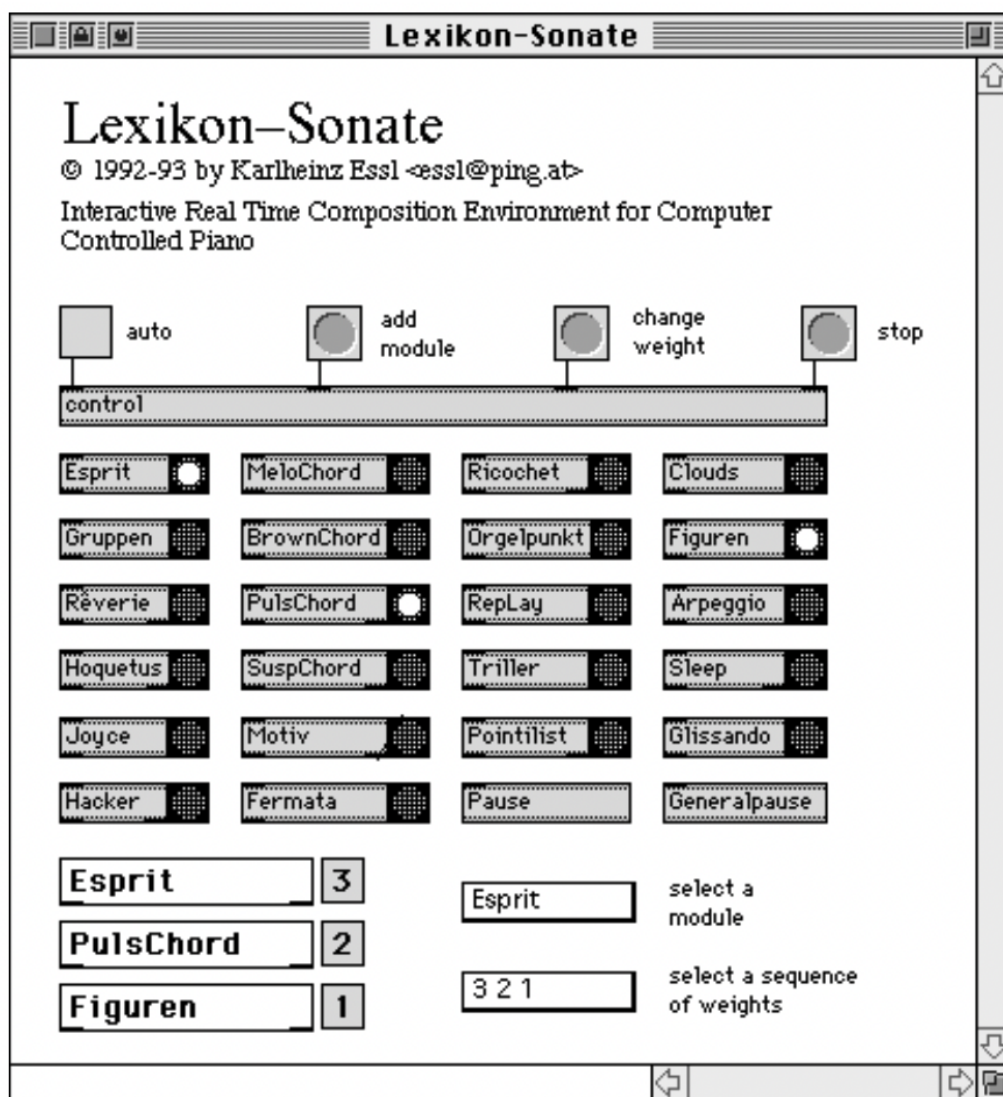 Lexikon-Sonate
Lexikon–Sonate
© 1992-93 by Karlheinz Essl <essl@ping.at>
Interactive Real Time Composition Environment for Computer
Controlled Piano
auto
add
module
change
weight
stop
control
Esprit MeloChord Ricochet Clouds
Gruppen BrownChord Orgelpunkt Figuren
Rêverie PulsChord RepLay Arpeggio
Hoquetus SuspChord Triller Sleep
Joyce Motiv Pointilist Glissando
Hacker Fermata Pause Generalpause
Esprit 3
PulsChord 2
Figuren 1
Esprit
select a
module
3 2 1
select a sequence
of weights